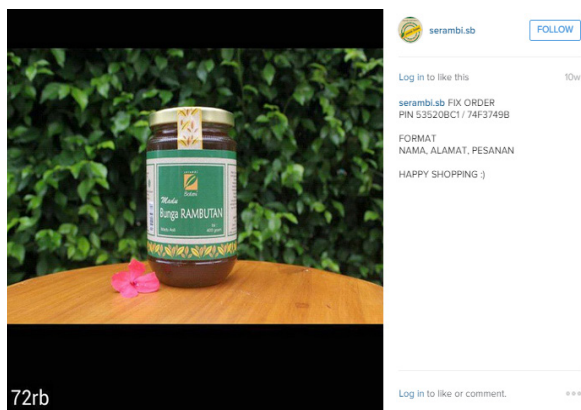 serambi.sb
FOLLOW
Log in to like this
10w
serambi.sb FIX ORDER
PIN 53520BC1 / 74F3749B
FORMAT
NAMA, ALAMAT, PESANAN
HAPPY SHOPPING :)
Madu
Bunga RAMBUTAN
72rb
Log in to like or comment.